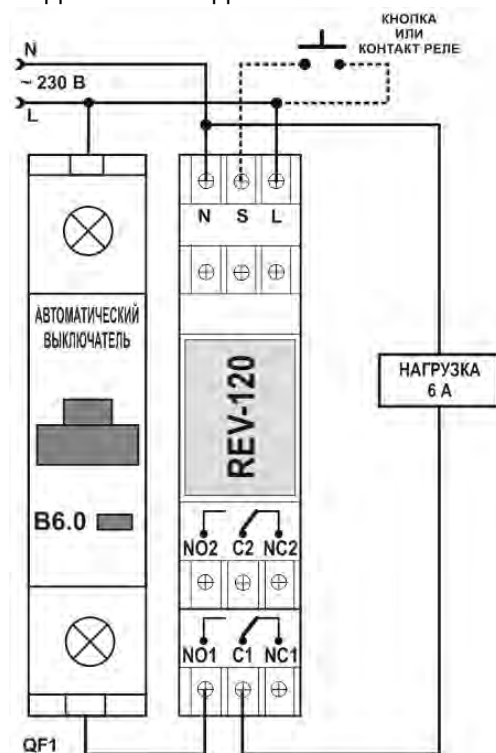 КНОПКА
ИЛИ
КОНТАКТ РЕЛЕ
N
~ 230 В
L
N S L
АВТОМАТИЧЕСКИЙ
ВЫКЛЮЧАТЕЛЬ
REV-120
НАГРУЗКА
6 А
B6.0
NO2 C2 NC2
NO1 C1 NC1
QF1